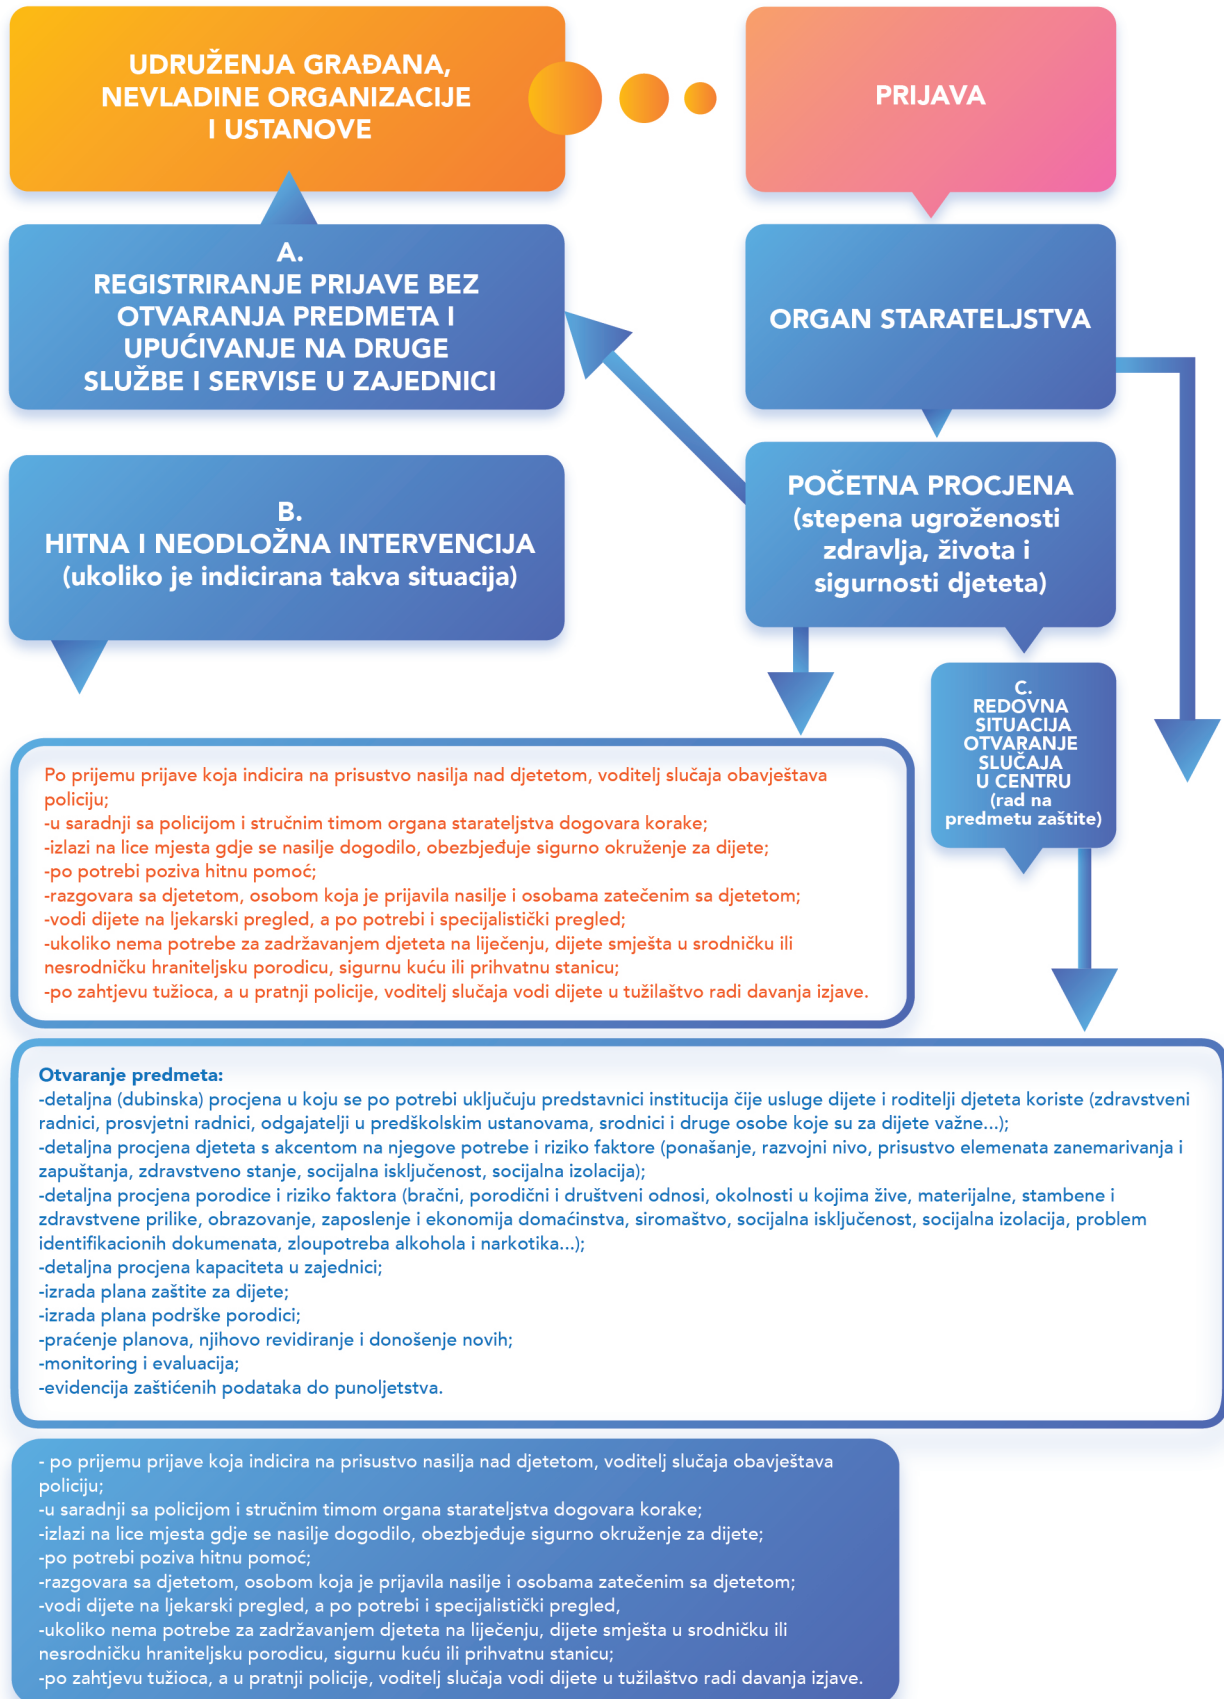 UDRUŽENJA GRAĐANA,
NEVLADINE ORGANIZACIJE
I USTANOVE
PRIJAVA
A.
REGISTRIRANJE PRIJAVE BEZ
OTVARANJA PREDMETA I
UPUĆIVANJE NA DRUGE
SLUŽBE I SERVISE U ZAJEDNICI
ORGAN STARATELJSTVA
B.
HITNA I NEODLOŽNA INTERVENCIJA
(ukoliko je indicirana takva situacija)
POČETNA PROCJENA
(stepena ugroženosti
zdravlja, života i
sigurnosti djeteta)
C.
REDOVNA
SITUACIJA
OTVARANJE
SLUČAJA
U CENTRU
(rad na
predmetu zaštite)
Po prijemu prijave koja indicira na prisustvo nasilja nad djetetom, voditelj slučaja obavještava
policiju;
-u saradnji sa policijom i stručnim timom organa starateljstva dogovara korake;
-izlazi na lice mjesta gdje se nasilje dogodilo, obezbjeđuje sigurno okruženje za dijete;
-po potrebi poziva hitnu pomoć;
-razgovara sa djetetom, osobom koja je prijavila nasilje i osobama zatečenim sa djetetom;
-vodi dijete na ljekarski pregled, a po potrebi i specijalistički pregled;
-ukoliko nema potrebe za zadržavanjem djeteta na liječenju, dijete smješta u srodničku ili
nesrodničku hraniteljsku porodicu, sigurnu kuću ili prihvatnu stanicu;
-po zahtjevu tužioca, a u pratnji policije, voditelj slučaja vodi dijete u tužilaštvo radi davanja izjave.
Otvaranje predmeta:
-detaljna (dubinska) procjena u koju se po potrebi uključuju predstavnici institucija čije usluge dijete i roditelji djeteta koriste (zdravstveni
radnici, prosvjetni radnici, odgajatelji u predškolskim ustanovama, srodnici i druge osobe koje su za dijete važne...);
-detaljna procjena djeteta s akcentom na njegove potrebe i riziko faktore (ponašanje, razvojni nivo, prisustvo elemenata zanemarivanja i
zapuštanja, zdravstveno stanje, socijalna isključenost, socijalna izolacija);
-detaljna procjena porodice i riziko faktora (bračni, porodični i društveni odnosi, okolnosti u kojima žive, materijalne, stambene i
zdravstvene prilike, obrazovanje, zaposlenje i ekonomija domaćinstva, siromaštvo, socijalna isključenost, socijalna izolacija, problem
identifikacionih dokumenata, zloupotreba alkohola i narkotika...);
-detaljna procjena kapaciteta u zajednici;
-izrada plana zaštite za dijete;
-izrada plana podrške porodici;
-praćenje planova, njihovo revidiranje i donošenje novih;
-monitoring i evaluacija;
-evidencija zaštićenih podataka do punoljetstva.
- po prijemu prijave koja indicira na prisustvo nasilja nad djetetom, voditelj slučaja obavještava
policiju;
-u saradnji sa policijom i stručnim timom organa starateljstva dogovara korake;
-izlazi na lice mjesta gdje se nasilje dogodilo, obezbjeđuje sigurno okruženje za dijete;
-po potrebi poziva hitnu pomoć;
-razgovara sa djetetom, osobom koja je prijavila nasilje i osobama zatečenim sa djetetom;
-vodi dijete na ljekarski pregled, a po potrebi i specijalistički pregled,
-ukoliko nema potrebe za zadržavanjem djeteta na liječenju, dijete smješta u srodničku ili
nesrodničku hraniteljsku porodicu, sigurnu kuću ili prihvatnu stanicu;
-po zahtjevu tužioca, a u pratnji policije, voditelj slučaja vodi dijete u tužilaštvo radi davanja izjave.